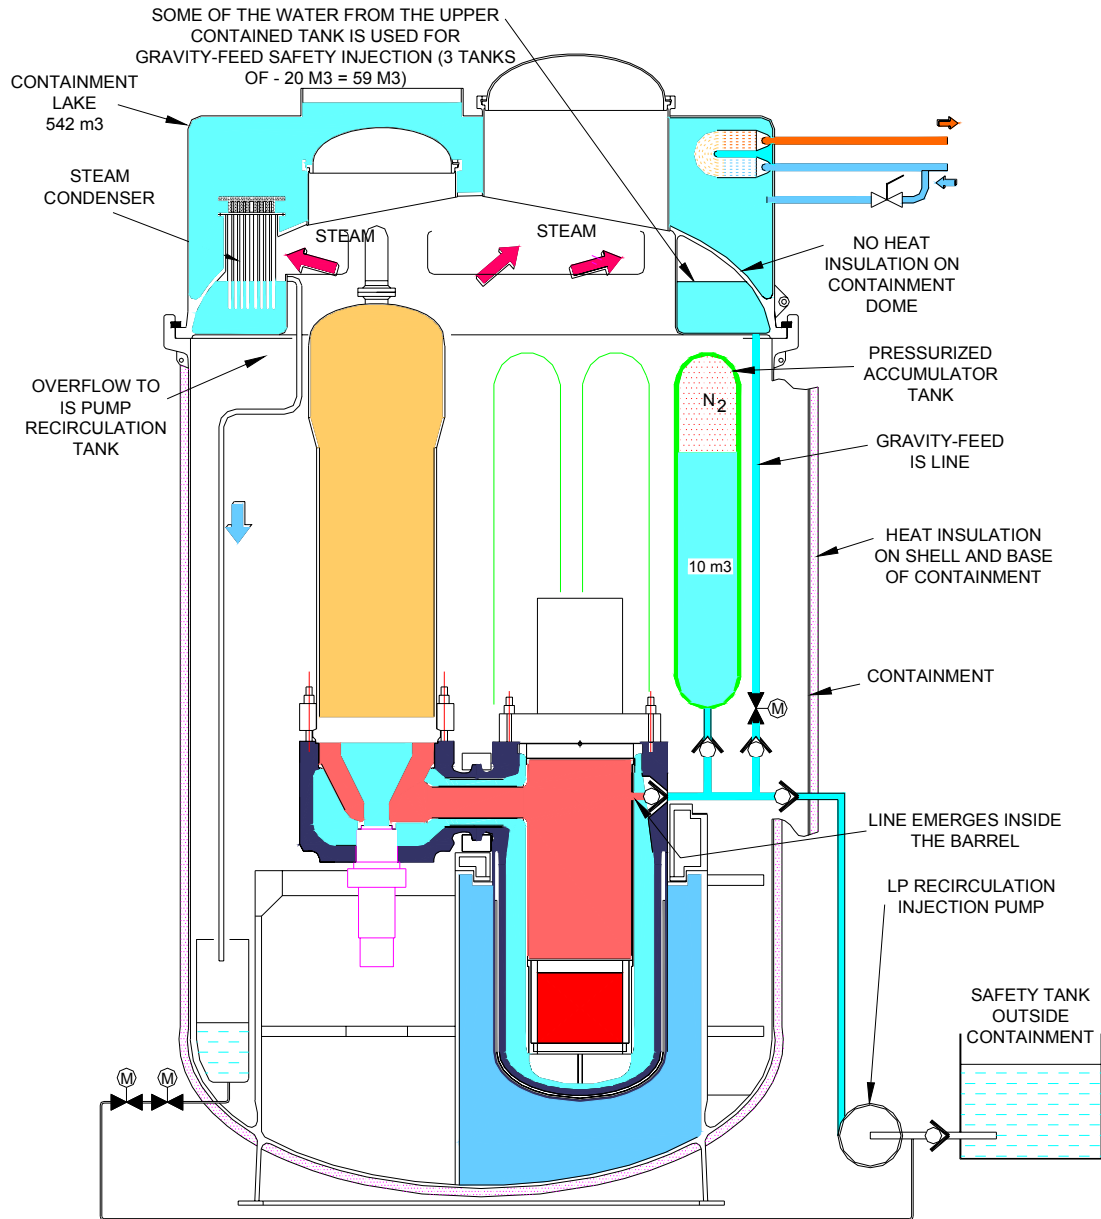 SOME OF THE WATER FROM THE UPPER
CONTAINED TANK IS USED FOR
GRAVITY-FEED SAFETY INJECTION (3 TANKS
OF - 20 M3 = 59 M3)
CONTAINMENT
LAKE
542 m3
STEAM
CONDENSER
STEAM
STEAM
NO HEAT
INSULATION ON
CONTAINMENT
DOME
OVERFLOW TO
IS PUMP
RECIRCULATION
TANK
PRESSURIZED
ACCUMULATOR
TANK
N2
GRAVITY-FEED
IS LINE
HEAT INSULATION
ON SHELL AND BASE
OF CONTAINMENT
10 m3
CONTAINMENT
M
LINE EMERGES INSIDE
THE BARREL
LP RECIRCULATION
INJECTION PUMP
SAFETY TANK
OUTSIDE
CONTAINMENT
M
M